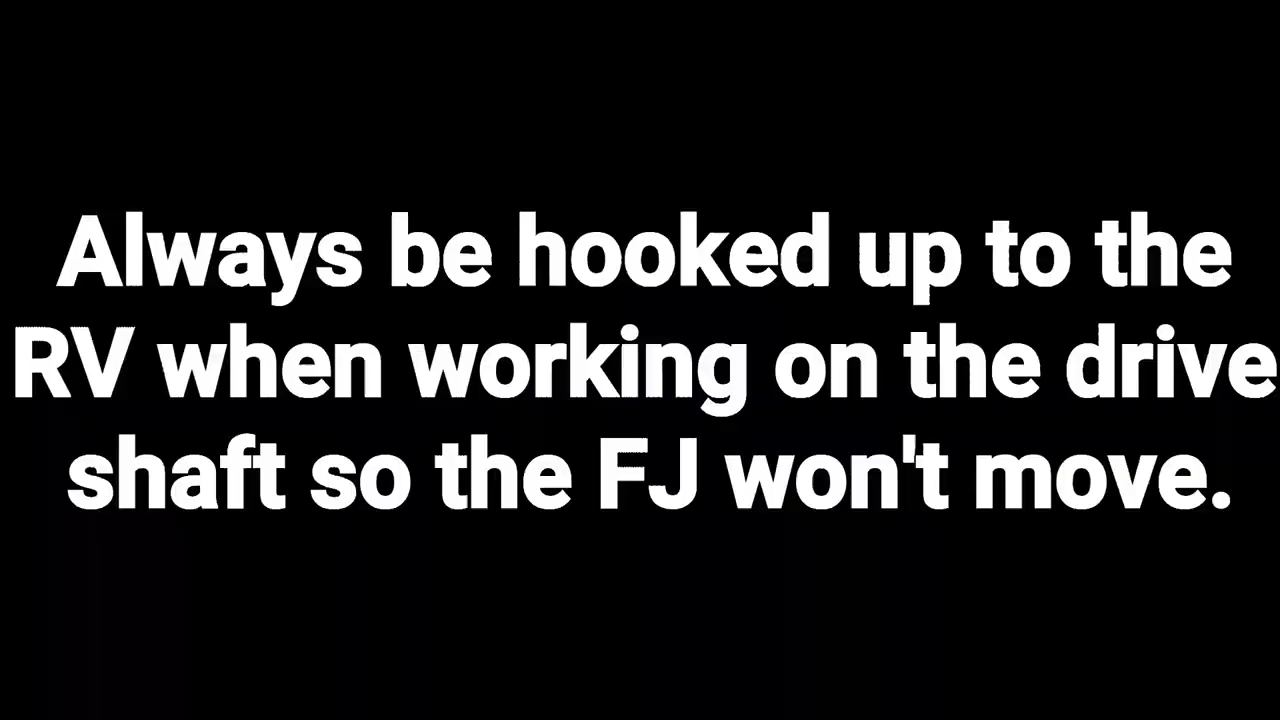 Always be hooked up to the
RV when working on the drive
shaft so the FJ won't move.